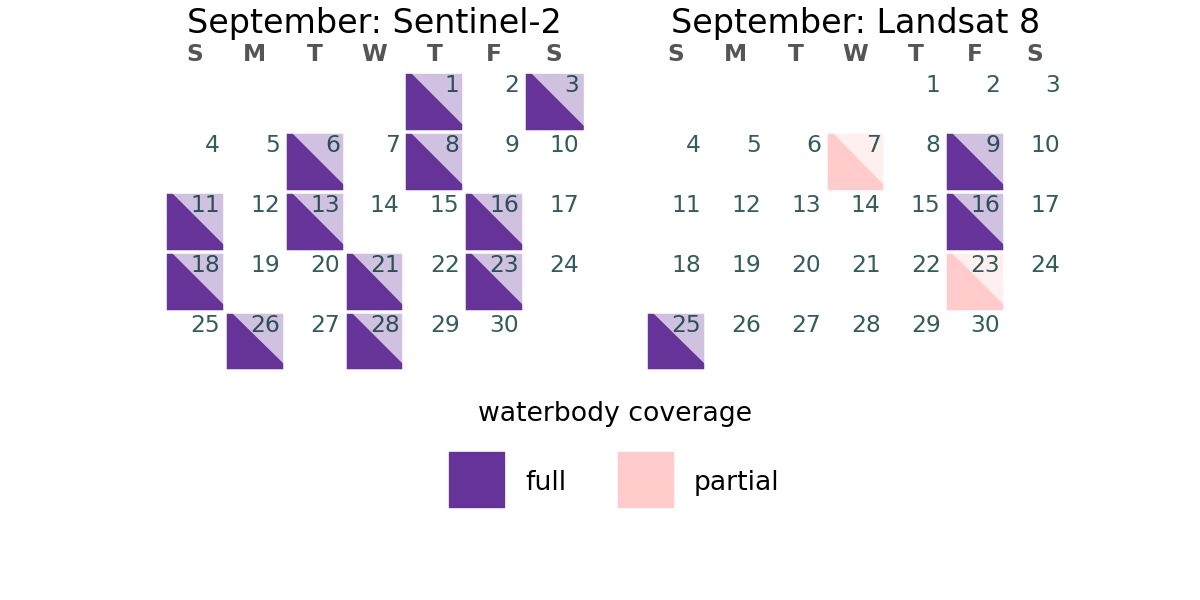 September: Sentinel-2
S M T W T F S
1 2 3
4 5 6 7 8 9 10
11 12 13 14 15 16 17
18 19 20 21 22 23 24
25 26 27 28 29 30
September: Landsat 8
S M T W T F S
1 2 3
4 5 6 7 8 9 10
11 12 13 14 15 16 17
18 19 20 21 22 23 24
25 26 27 28 29 30
waterbody coverage
full partial